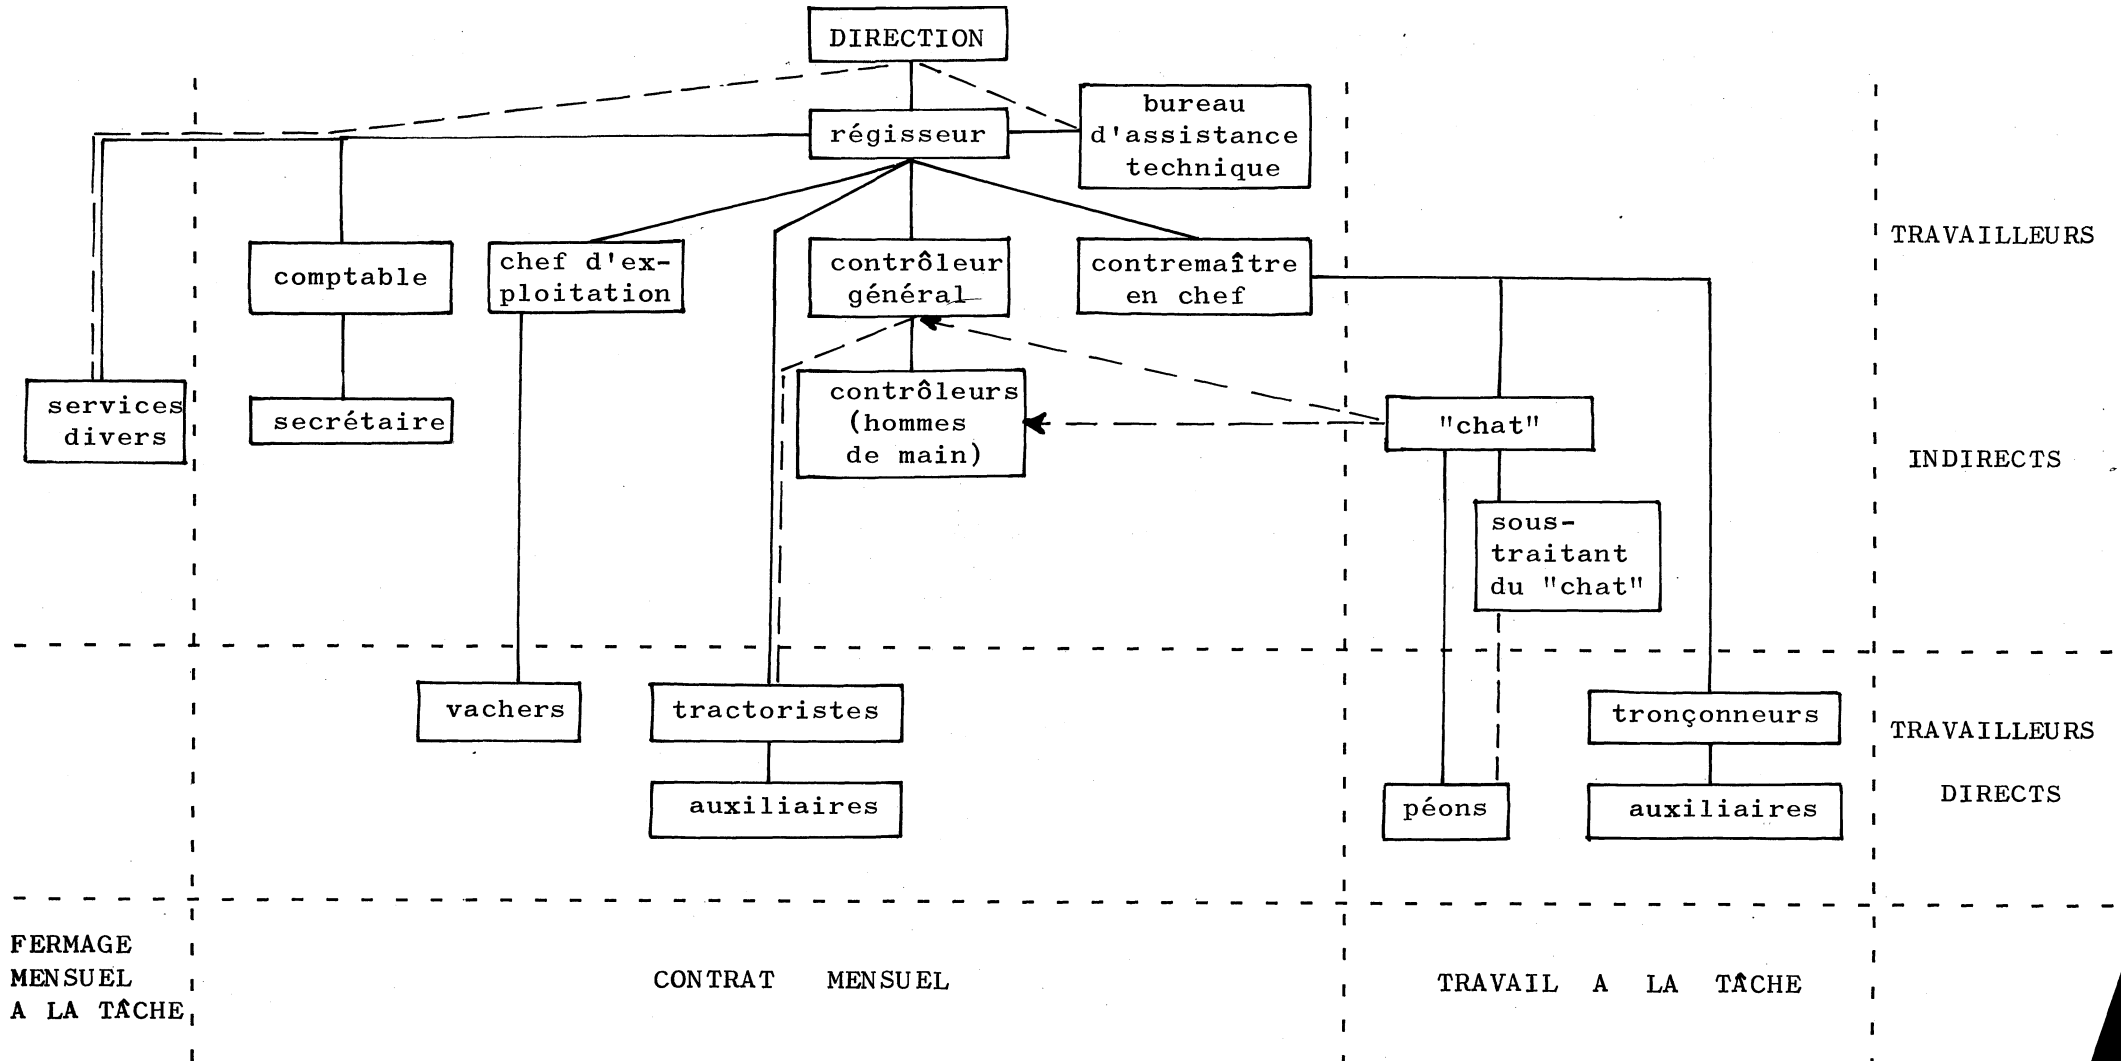 DIRECTION
bureau
d'assistance
technique
régisseur
TRAVAILLEURS
comptable
chef d'ex-
ploitation
contrôleur
général
contremaître
en chef
services
divers
secrétaire
contrôleurs
(hommes
de main)
"chat"
INDIRECTS
sous-
traitant
du "chat"
vachers
tractoristes
tronçonneurs
TRAVAILLEURS
auxiliaires
péons
auxiliaires
DIRECTS
FERMAGE
MENSUEL
A LA TÂCHE
CONTRAT MENSUEL
TRAVAIL A LA TÂCHE